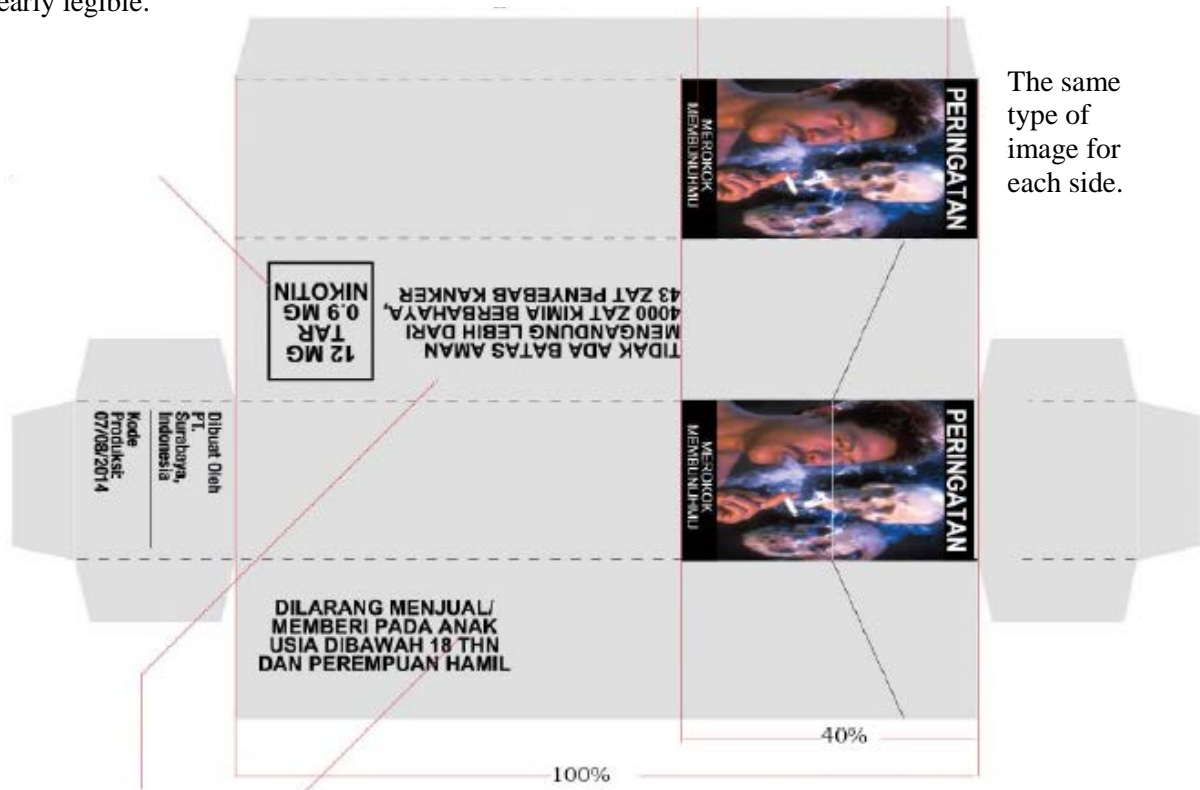 early legible.
The same
type of
image for
each side.
PERINGATAN
MEROKOK
MEMBUNUHMU
12 MG
TAR
0.9 MG
NIKOTIN
TIDAK ADA BATAS AMAN
MENGANDUNG LEBIH DARI
4000 ZAT KIMIA BERBAHAYA,
43 ZAT PENYEBAB KANKER
Dibuat Oleh
PT.
Surabaya,
Indonesia
Kode
Produksi:
07/08/2014
PERINGATAN
MEROKOK
MEMBUNUHMU
DILARANG MENJUAL/
MEMBERI PADA ANAK
USIA DIBAWAH 18 THN
DAN PEREMPUAN HAMIL
40%
100%